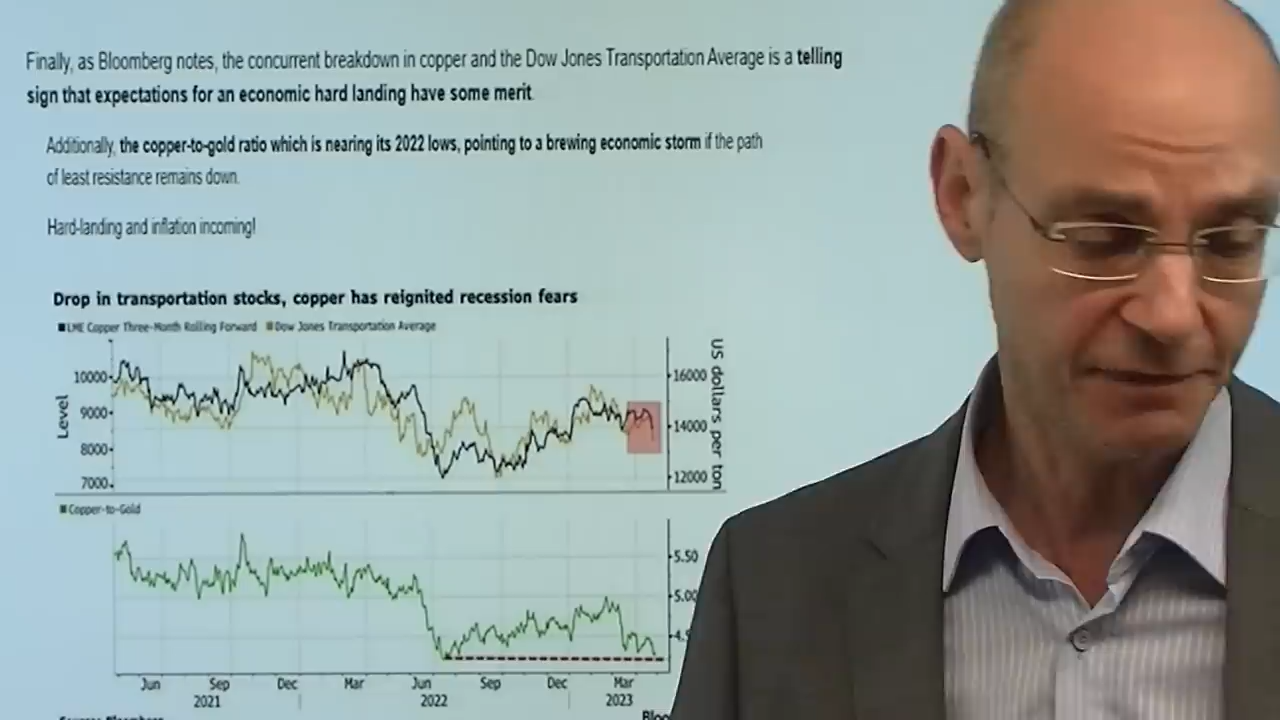 Finally, as Bloomberg notes, the concurrent breakdown in copper and the Dow Jones Transportation Average is a telling
sign that expectations for an economic hard landing have some merit.
Additionally, the copper-to-gold ratio which is nearing its 2022 lows, pointing to a brewing economic storm if the path
of least resistance remains down.
Hard-landing and inflation incoming!
Drop in transportation stocks, copper has reignited recession fears
LME Copper Three-Month Rolling Forward Dow Jones Transportation Average
10000
9000
8000
7000
Level
16000
14000
12000
US dollars per ton
Copper-to-Gold
5.50
5.00
4.5
Jun Sep Dec Mar Jun Sep Dec Mar
2021 2022 2023
Source: Bloomberg
Bloo